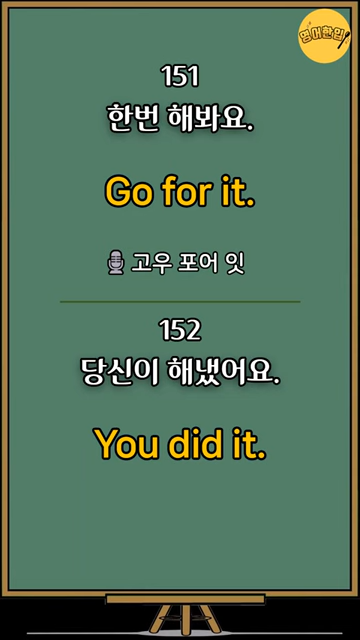 영어한입
151
한번 해봐요.
Go for it.
고우 포어 잇
152
당신이 해냈어요.
You did it.